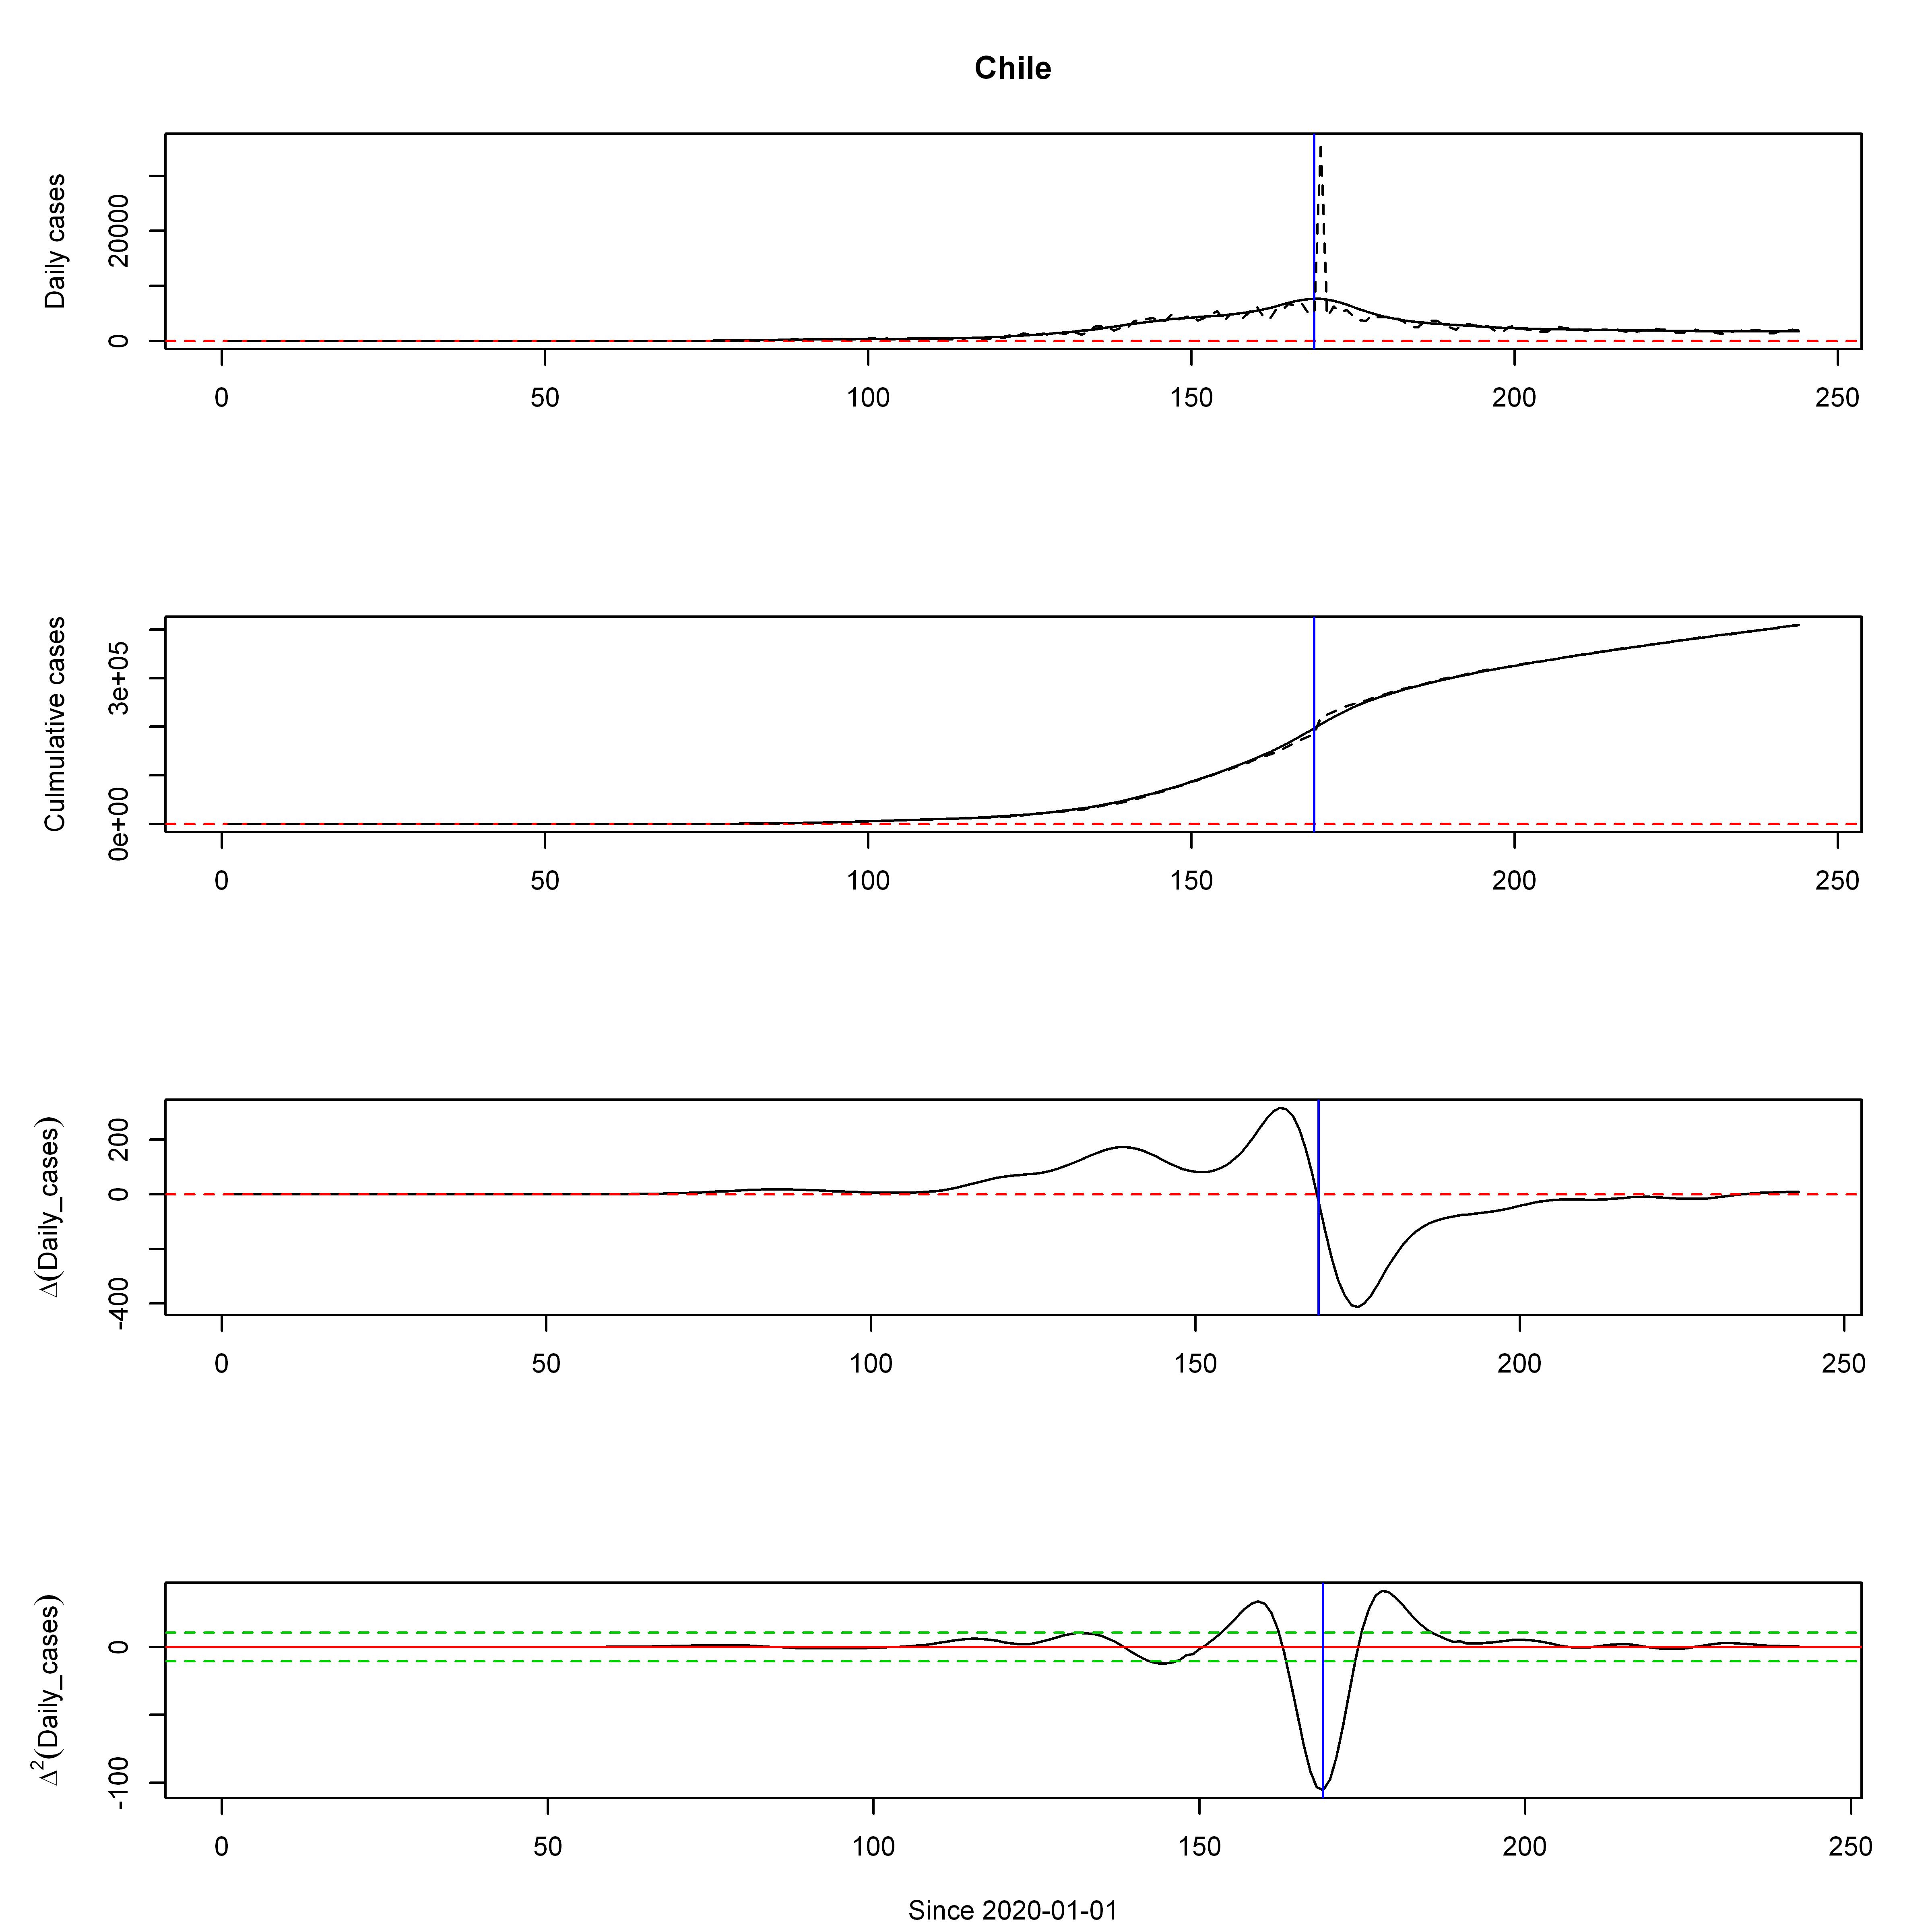 Chile
Daily cases
20000
0
0 50 100 150 200 250
Culmulative cases
3e+05
0e+00
0 50 100 150 200 250
Δ(Daily_cases)
200
0
-400
0 50 100 150 200 250
Δ²(Daily_cases)
0
-100
0 50 100 150 200 250
Since 2020-01-01